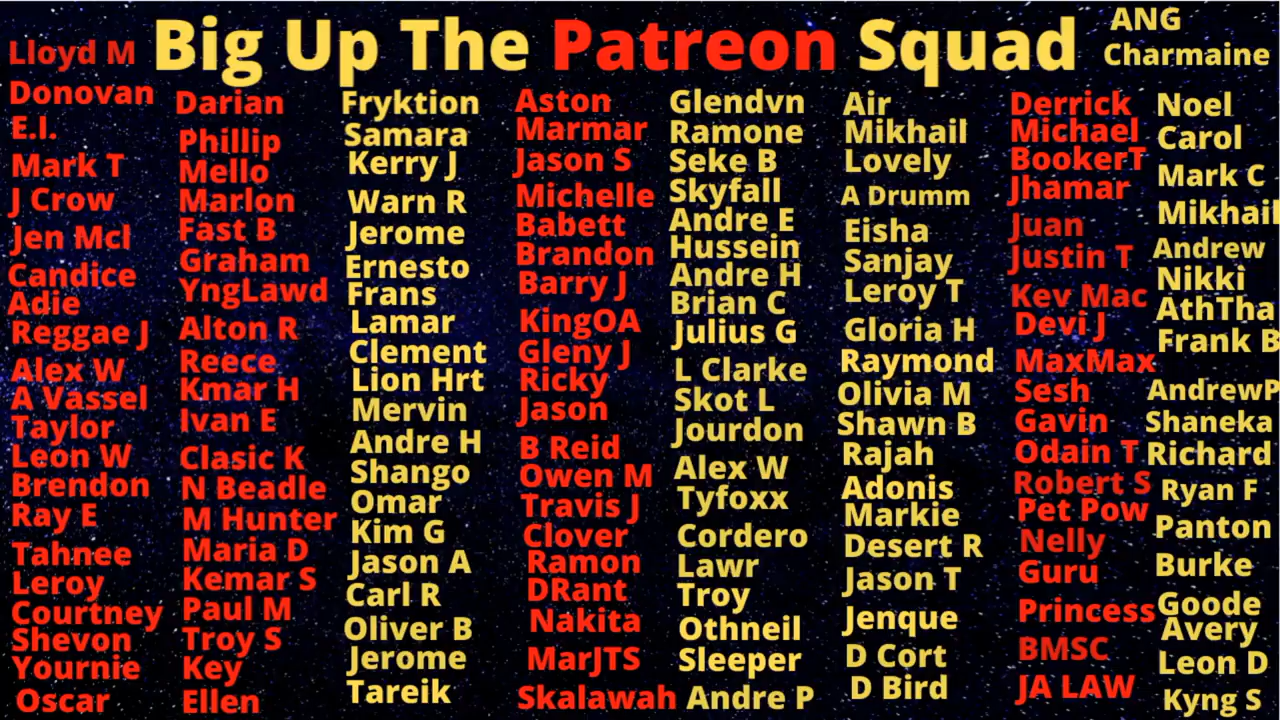 Big Up The Patreon Squad
Lloyd M
Donovan
E.I.
Mark T
J Crow
Jen Mcl
Candice
Adie
Reggae J
Alex W
A Vassel
Taylor
Leon W
Brendon
Ray E
Tahnee
Leroy
Courtney
Shevon
Yournie
Oscar
Darian
Phillip
Mello
Marlon
Fast B
Graham
YngLawd
Alton R
Reece
Kmar H
Ivan E
Clasic K
N Beadle
M Hunter
Maria D
Kemar S
Paul M
Troy S
Key
Ellen
Fryktion
Samara
Kerry J
Warn R
Jerome
Ernesto
Frans
Lamar
Clement
Lion Hrt
Mervin
Andre H
Shango
Omar
Kim G
Jason A
Carl R
Oliver B
Jerome
Tareik
Aston
Marmar
Jason S
Michelle
Babett
Brandon
Barry J
KingOA
Gleny J
Ricky
Jason
B Reid
Owen M
Travis J
Clover
Ramon
DRant
Nakita
MarJTS
Skalawah
Glendvn
Ramone
Seke B
Skyfall
Andre E
Hussein
Andre H
Brian C
Julius G
L Clarke
Skot L
Jourdon
Alex W
Tyfoxx
Cordero
Lawr
Troy
Othneil
Sleeper
Andre P
Air
Mikhail
Lovely
A Drumm
Eisha
Sanjay
Leroy T
Gloria H
Raymond
Olivia M
Shawn B
Rajah
Adonis
Markie
Desert R
Jason T
Jenque
D Cort
D Bird
Derrick
Michael
BookerT
Jhamar
Juan
Justin T
Kev Mac
Devi J
MaxMax
Sesh
Gavin
Odain T
Robert S
Pet Pow
Nelly
Guru
Princess
BMSC
JA LAW
ANG
Charmaine
Noel
Carol
Mark C
Mikhail
Andrew
Nikki
AthTha
Frank B
AndrewP
Shaneka
Richard
Ryan F
Panton
Burke
Goode
Avery
Leon D
Kyng S